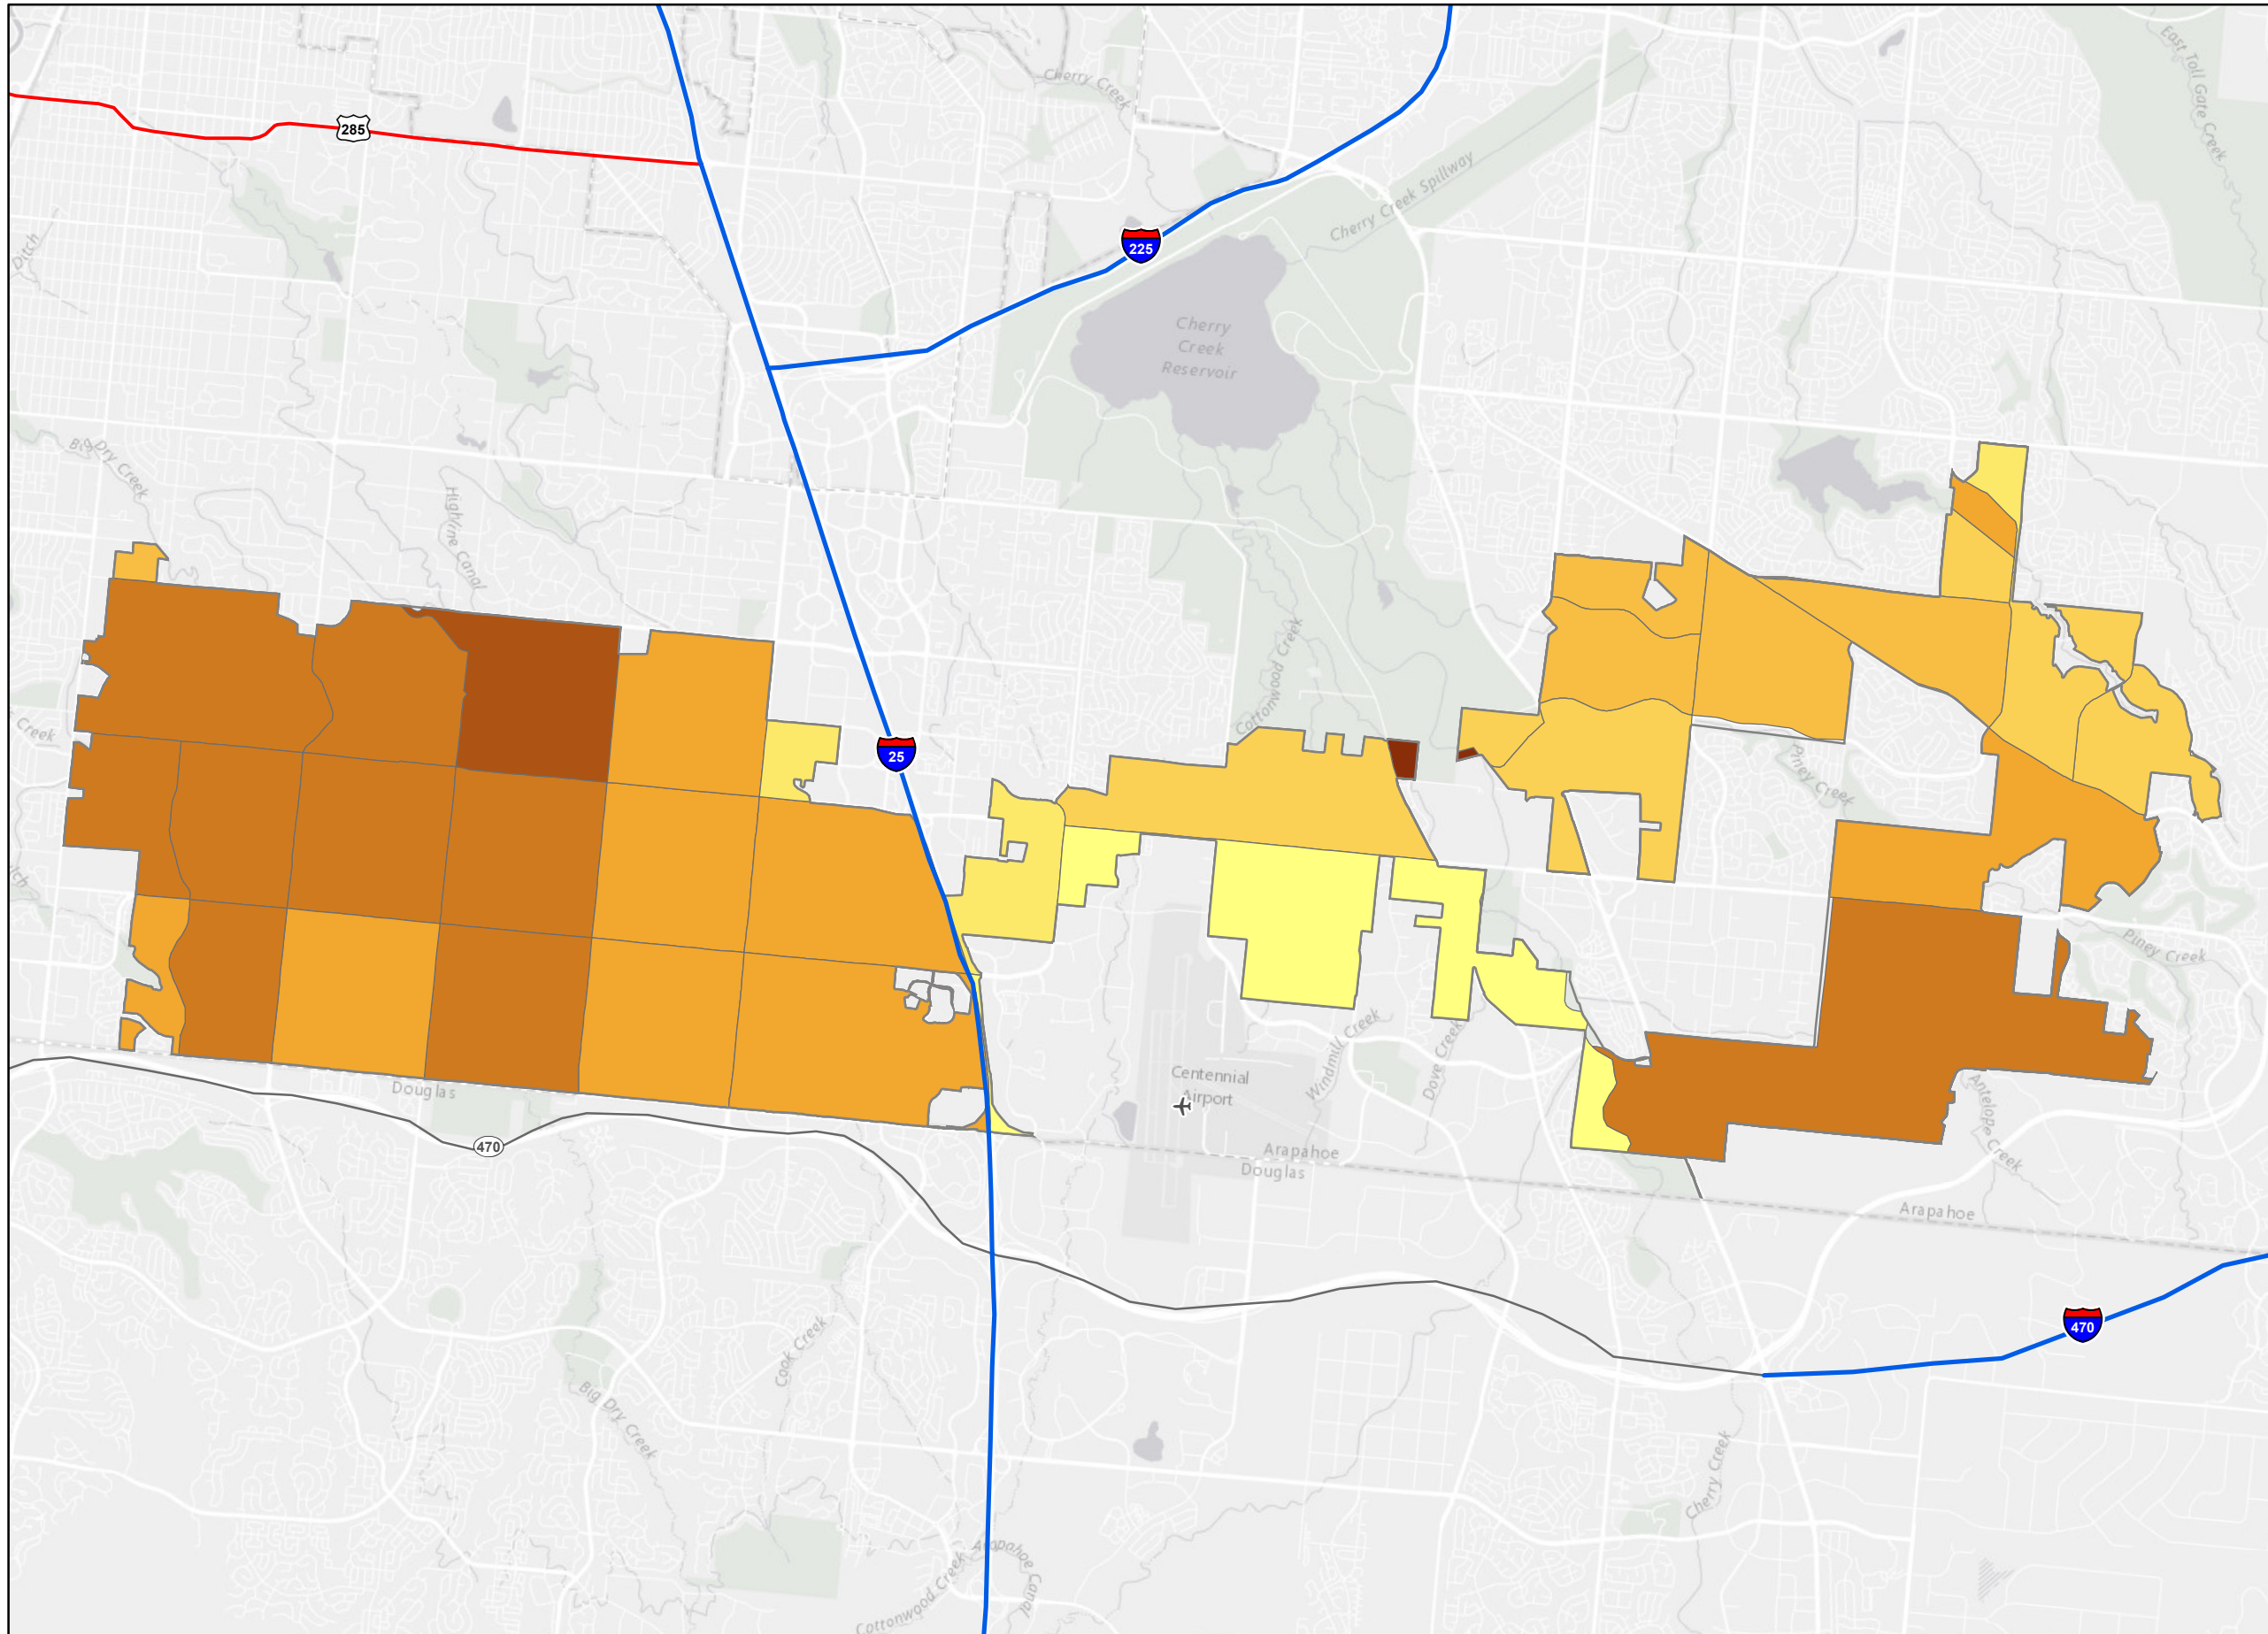 East Toll Gate Creek
Cherry Creek
285
Cherry Creek Spillway
Ditch
225
Cherry
Creek
Reservoir
Big Dry Creek
Highline Canal
Cottonwood Creek
Creek
25
Piney Creek
Piney Creek
Centennial
Airport
Windmill Creek
Dove Creek
Antelope Creek
Douglas
470
Arapahoe
Douglas
Arapahoe
470
Cook Creek
Big Dry Creek
Cherry Creek
Arapahoe Canal
Cottonwood Creek